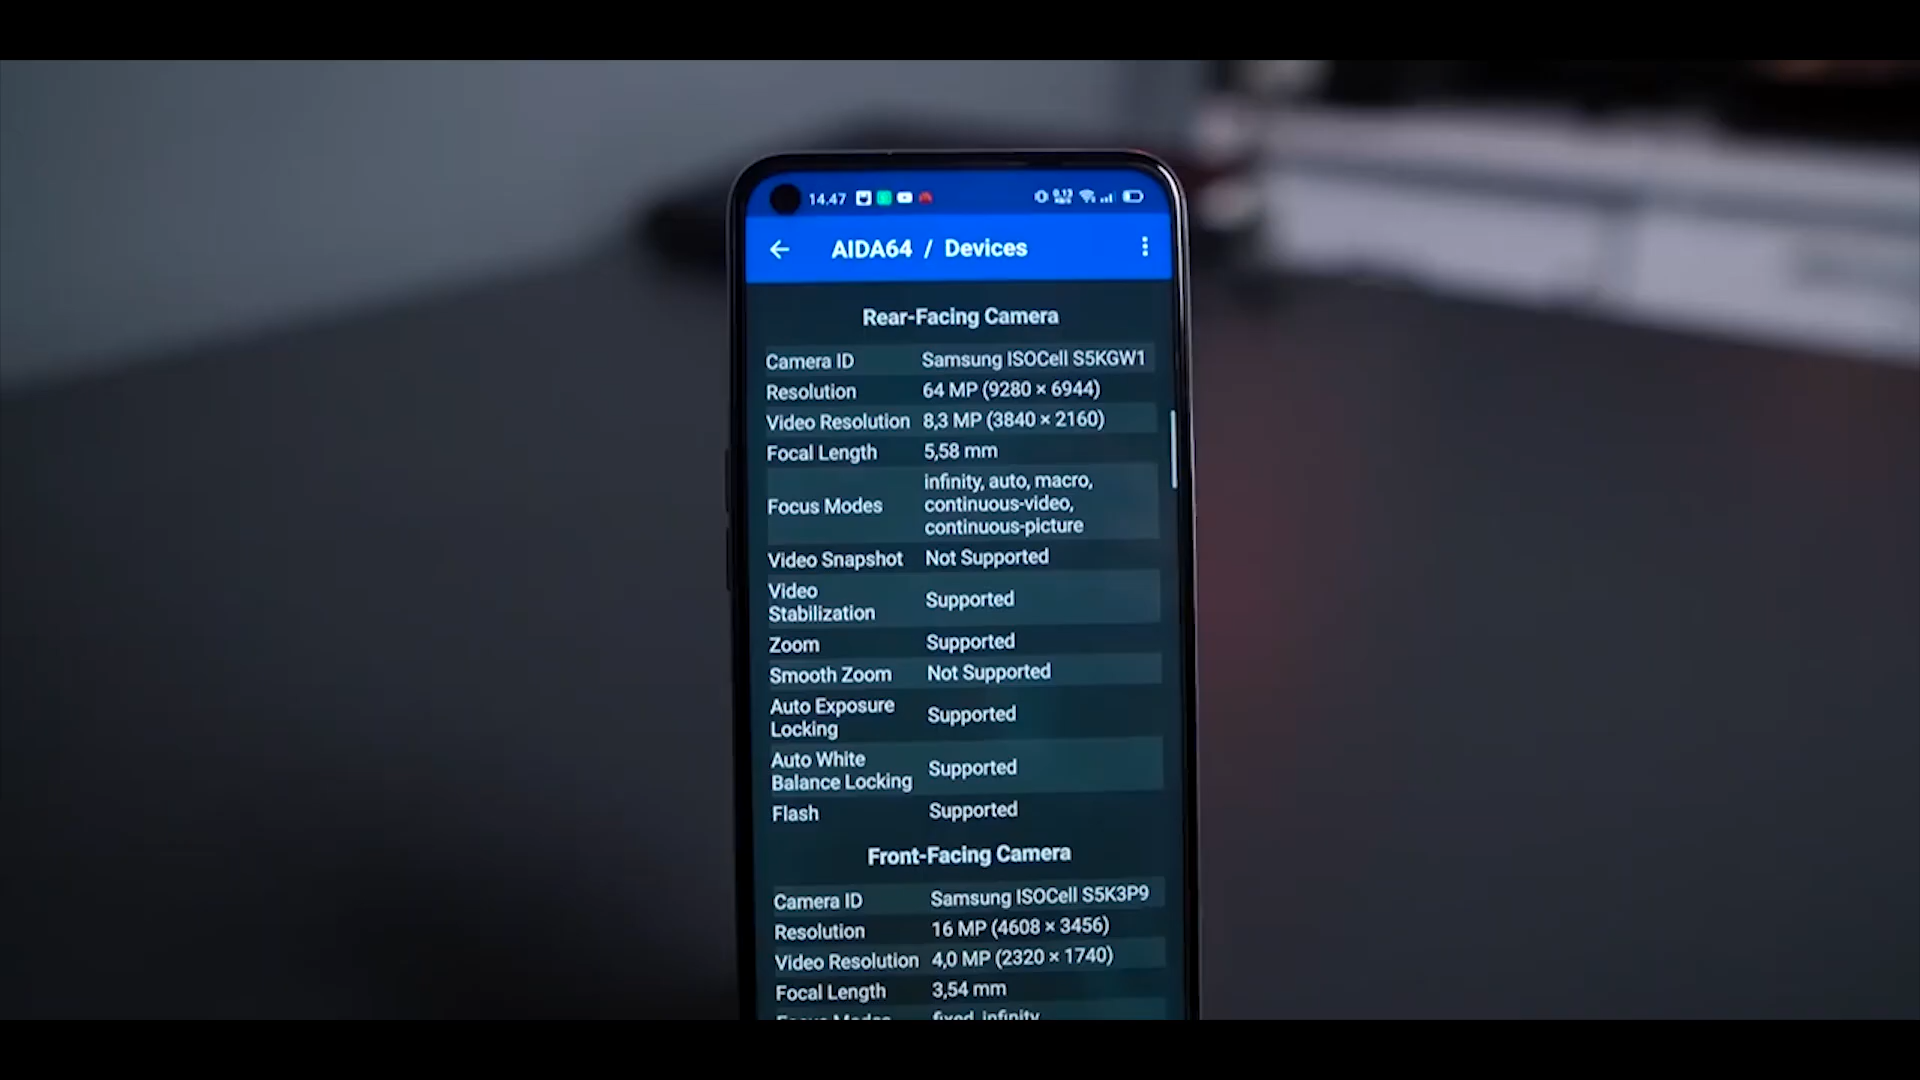 14.47
AIDA64 / Devices
Rear-Facing Camera
Camera ID Samsung ISOCell S5KGW1
Resolution 64 MP (9280 × 6944)
Video Resolution 8,3 MP (3840 × 2160)
Focal Length 5,58 mm
Focus Modes infinity, auto, macro,
continuous-video,
continuous-picture
Video Snapshot Not Supported
Video
Stabilization Supported
Zoom Supported
Smooth Zoom Not Supported
Auto Exposure
Locking Supported
Auto White
Balance Locking Supported
Flash Supported
Front-Facing Camera
Camera ID Samsung ISOCell S5K3P9
Resolution 16 MP (4608 × 3456)
Video Resolution 4,0 MP (2320 × 1740)
Focal Length 3,54 mm
Focus Modes fixed, infinity